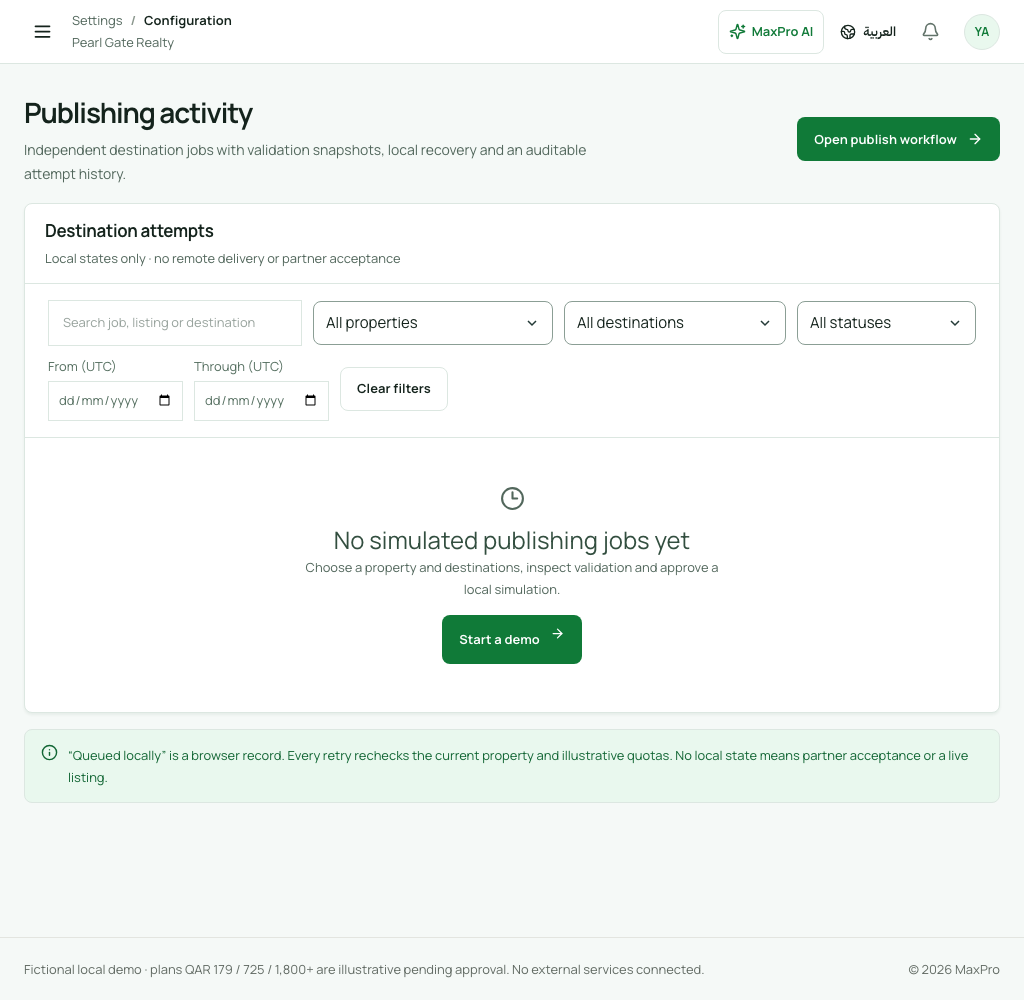 Settings / Configuration
Pearl Gate Realty
MaxPro AI
العربية
YA
Publishing activity
Independent destination jobs with validation snapshots, local recovery and an auditable
attempt history.
Open publish workflow
Destination attempts
Local states only · no remote delivery or partner acceptance
Search job, listing or destination
All properties
All destinations
All statuses
From (UTC)
Through (UTC)
dd/mm/yyyy
dd/mm/yyyy
Clear filters
No simulated publishing jobs yet
Choose a property and destinations, inspect validation and approve a
local simulation.
Start a demo
“Queued locally” is a browser record. Every retry rechecks the current property and illustrative quotas. No local state means partner acceptance or a live
listing.
Fictional local demo · plans QAR 179 / 725 / 1,800+ are illustrative pending approval. No external services connected.
© 2026 MaxPro